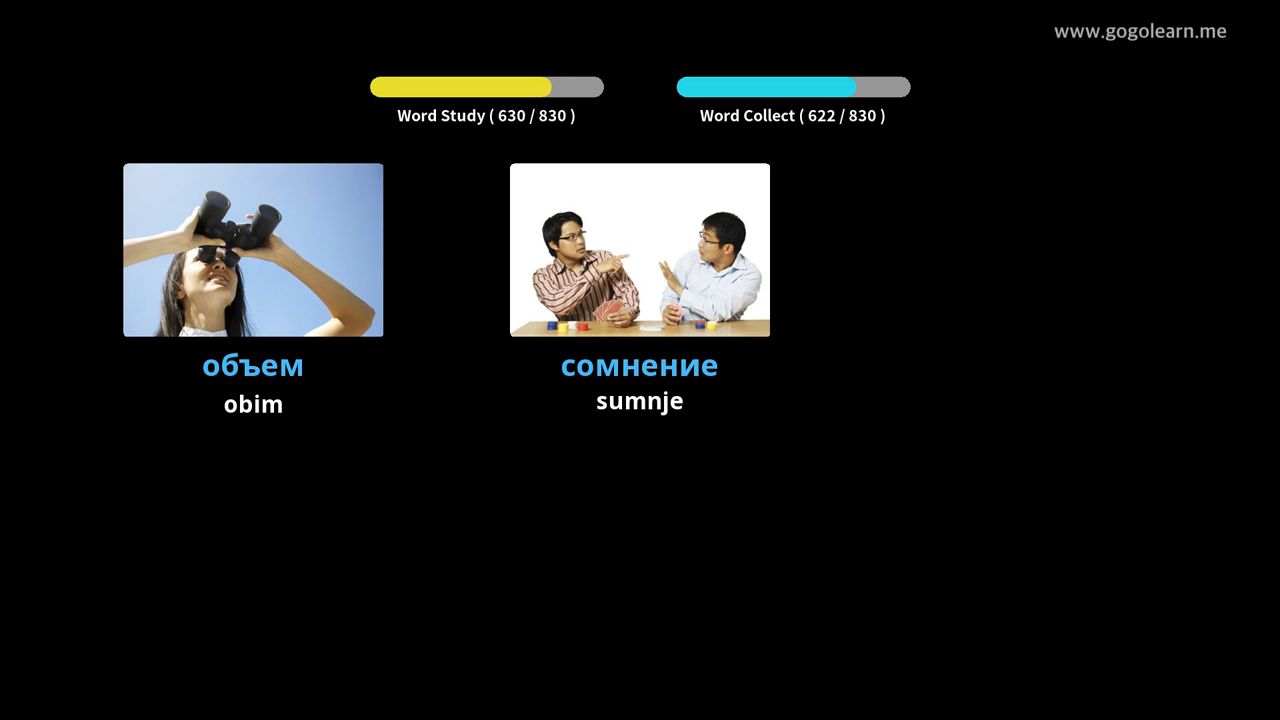 www.gogolearn.me
Word Study ( 630 / 830 )
Word Collect ( 622 / 830 )
объем
obim
сомнение
sumnje